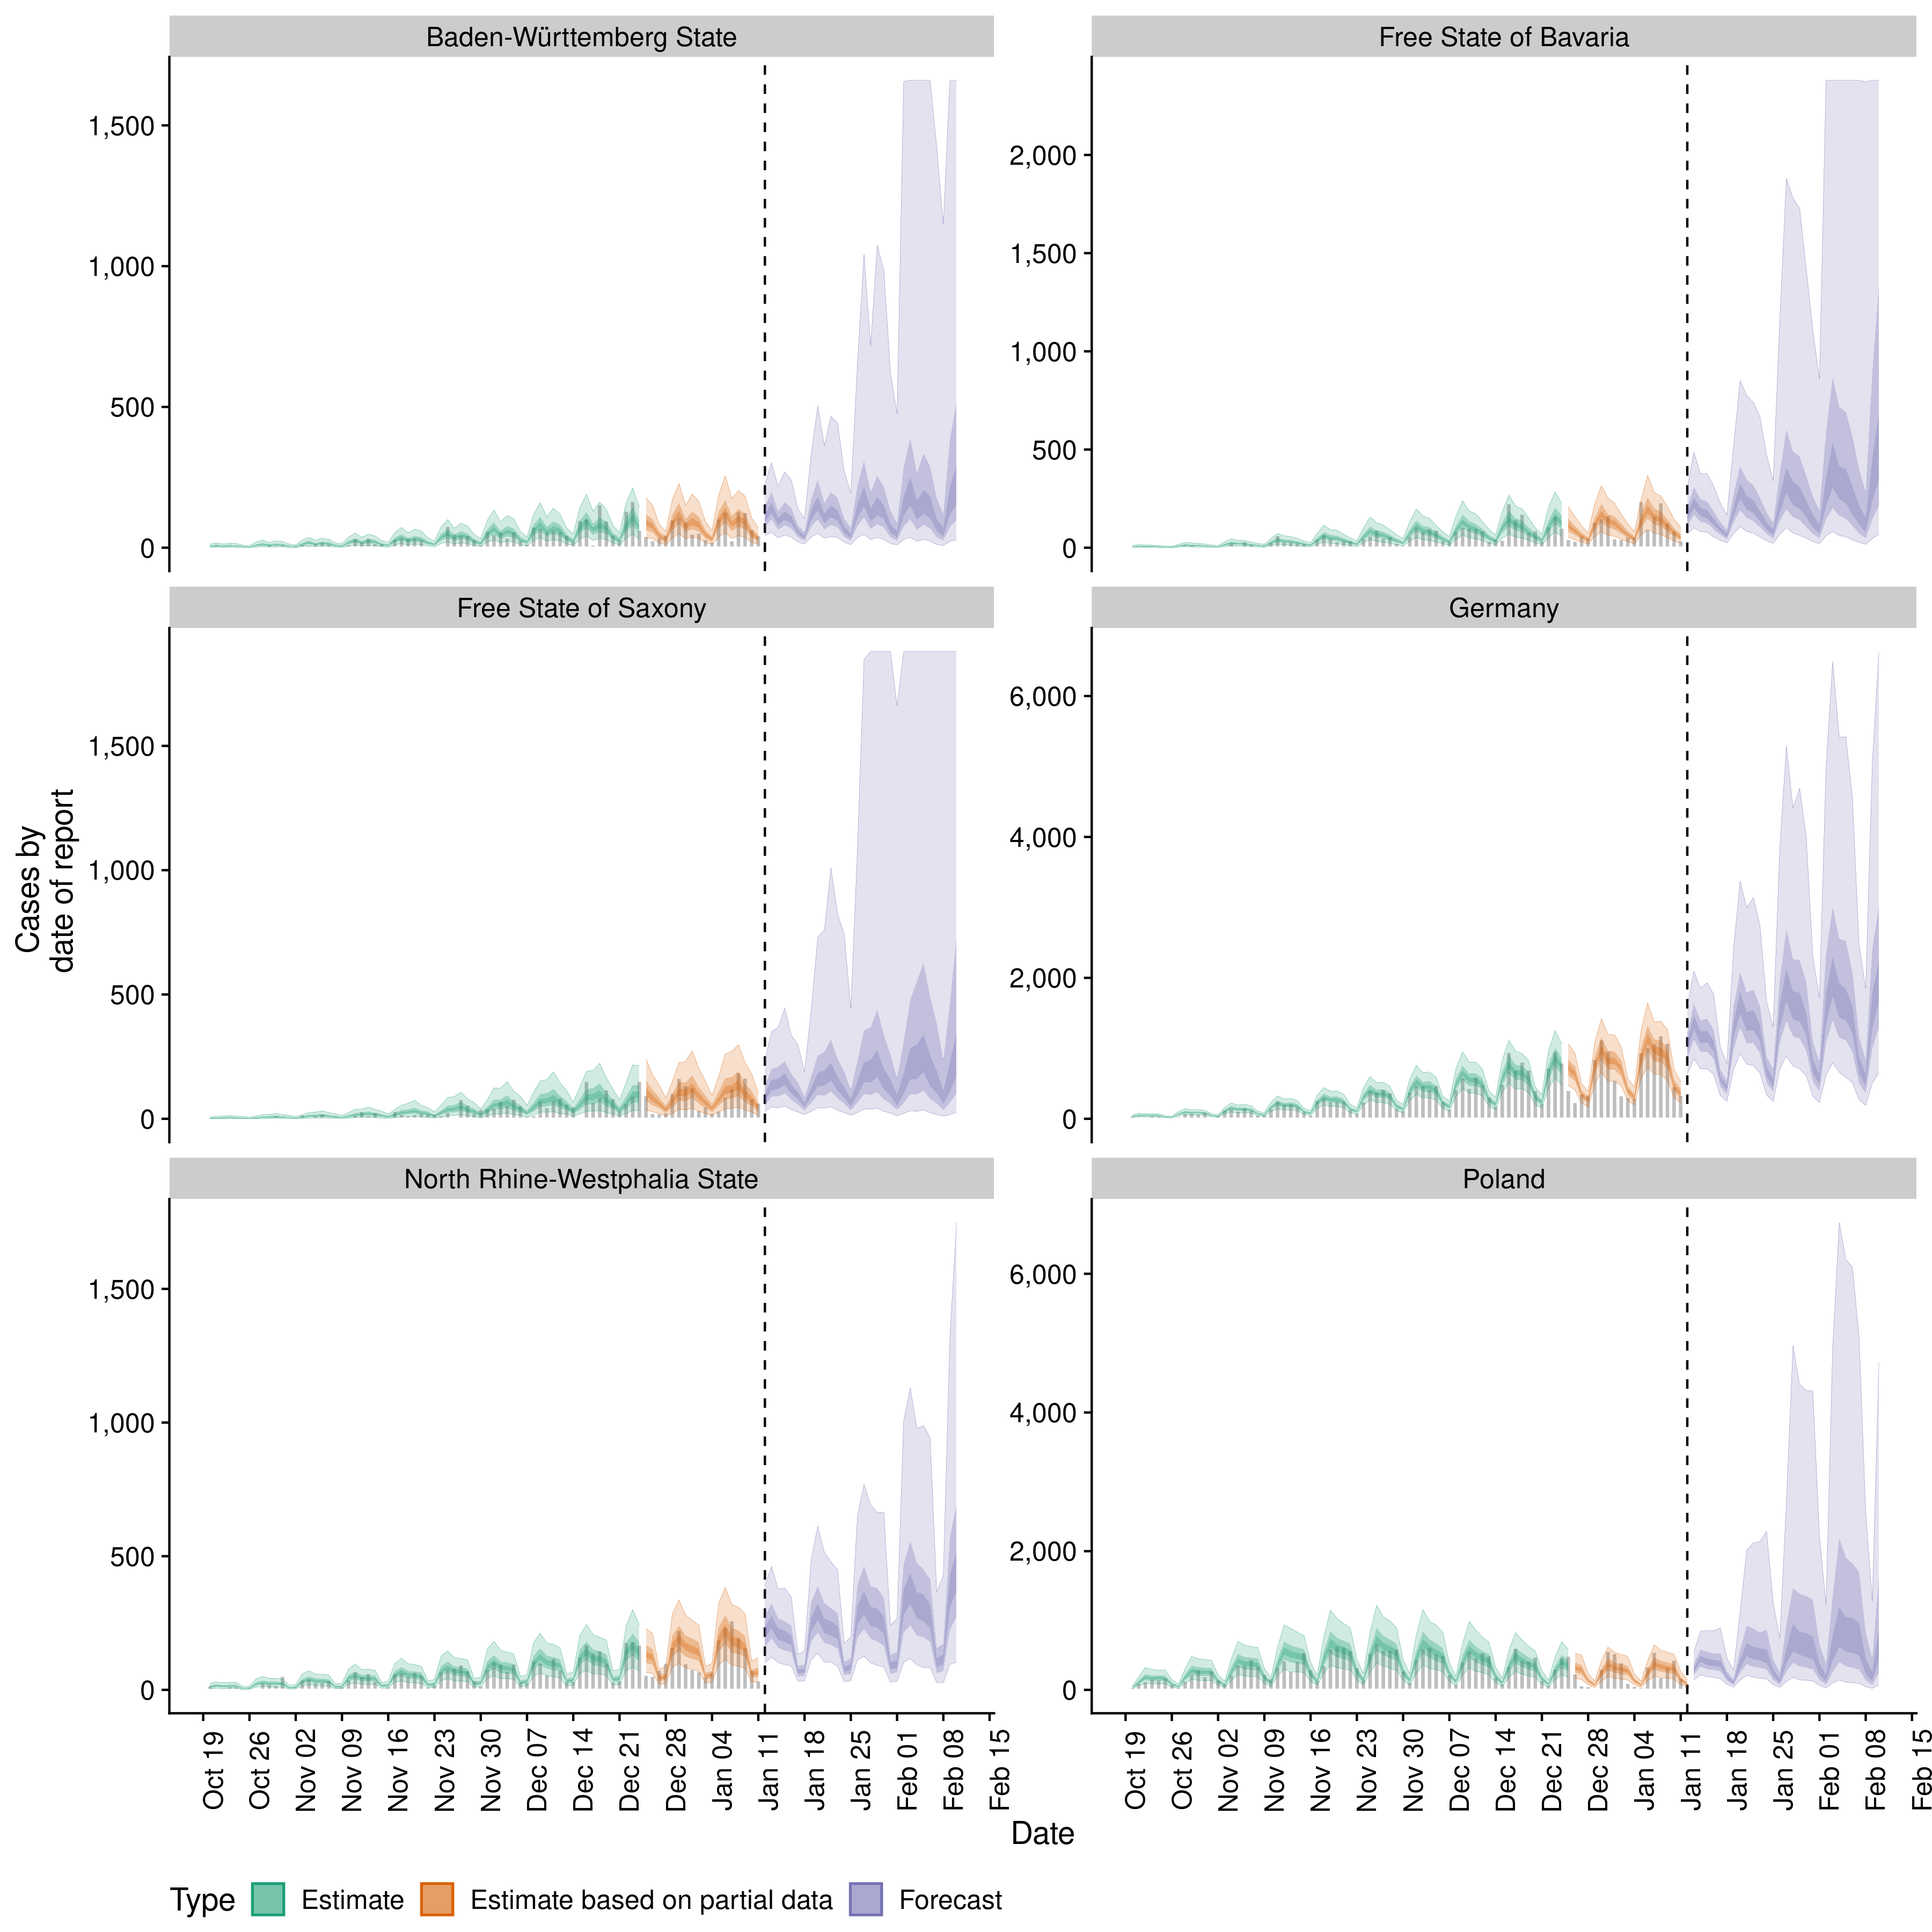 Baden-Württemberg State
Free State of Bavaria
1,500
1,000
500
0
2,000
1,500
1,000
500
0
Free State of Saxony
Germany
1,500
1,000
500
0
6,000
4,000
2,000
0
Cases by
date of report
North Rhine-Westphalia State
Poland
1,500
1,000
500
0
6,000
4,000
2,000
0
Oct 19
Oct 26
Nov 02
Nov 09
Nov 16
Nov 23
Nov 30
Dec 07
Dec 14
Dec 21
Dec 28
Jan 04
Jan 11
Jan 18
Jan 25
Feb 01
Feb 08
Feb 15
Oct 19
Oct 26
Nov 02
Nov 09
Nov 16
Nov 23
Nov 30
Dec 07
Dec 14
Dec 21
Dec 28
Jan 04
Jan 11
Jan 18
Jan 25
Feb 01
Feb 08
Feb 15
Date
Type Estimate Estimate based on partial data Forecast